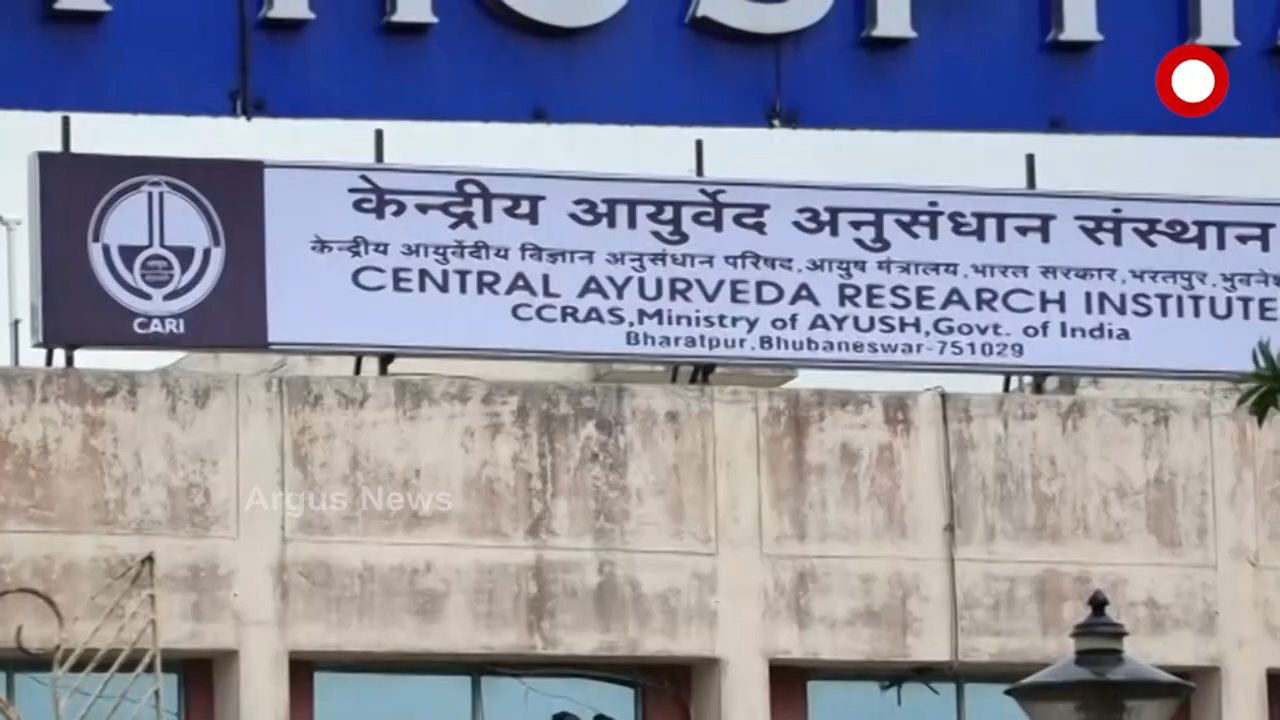 केन्द्रीय आयुर्वेद अनुसंधान संस्थान
केन्द्रीय आयुर्वेदीय विज्ञान अनुसंधान परिषद,आयुष मंत्रालय,भारत सरकार,भरतपुर,
CENTRAL AYURVEDA RESEARCH INSTITUTE
CCRAS,Ministry of AYUSH,Govt. of India
Bharatpur,Bhubaneswar-751029
CARI
Argus News